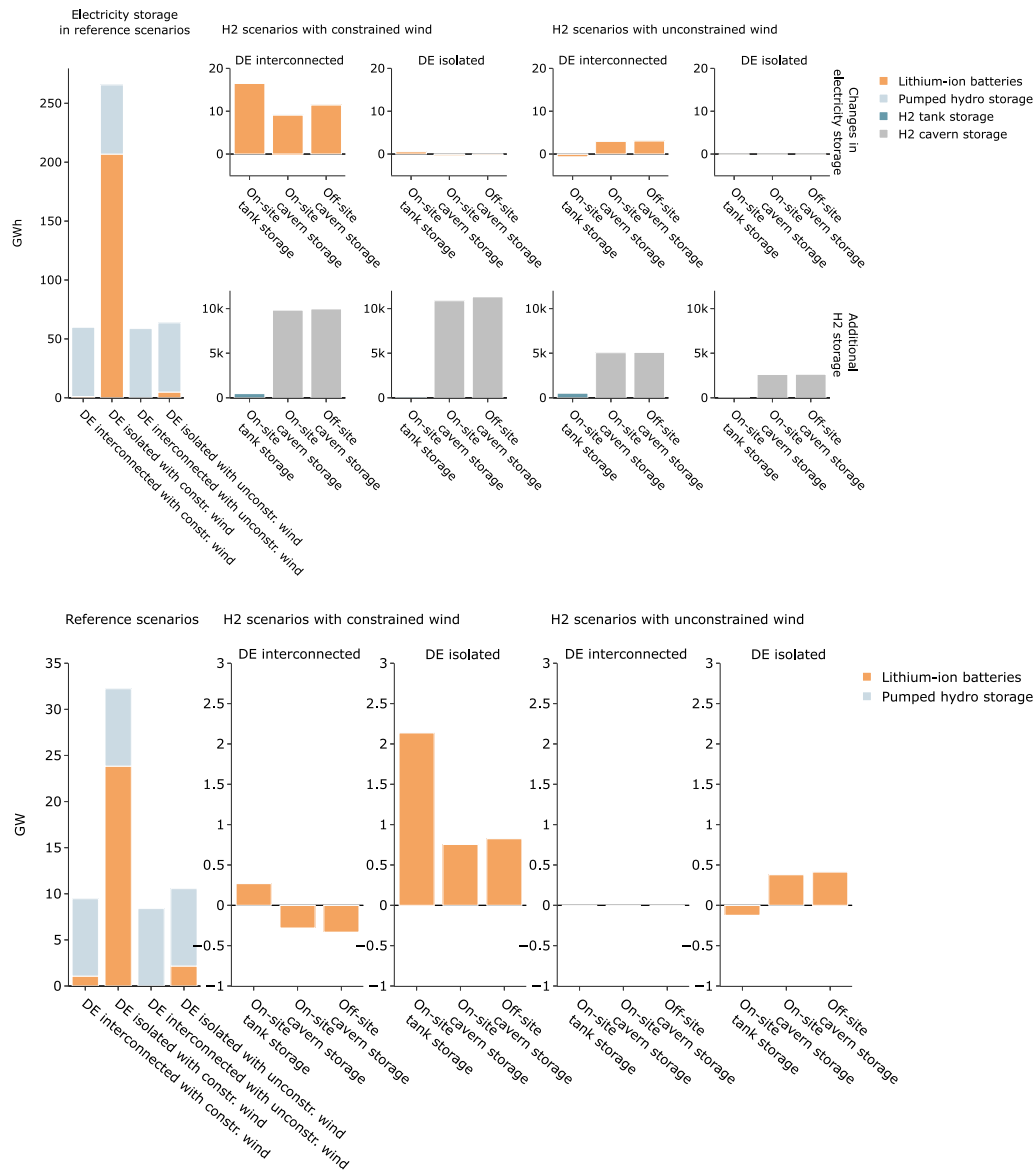 Electricity storage
in reference scenarios
H2 scenarios with constrained wind
H2 scenarios with unconstrained wind
DE interconnected
DE isolated
DE interconnected
DE isolated
GWh
250
200
150
100
50
0
20
10
0
20
10
0
20
10
0
20
10
0
Changes in
electricity storage
Lithium-ion batteries
Pumped hydro storage
H2 tank storage
H2 cavern storage
On-site
tank storage
On-site
cavern storage
Off-site
cavern storage
On-site
tank storage
On-site
cavern storage
Off-site
cavern storage
On-site
tank storage
On-site
cavern storage
Off-site
cavern storage
On-site
tank storage
On-site
cavern storage
Off-site
cavern storage
10k
5k
0
10k
5k
0
10k
5k
0
10k
5k
0
Additional
H2 storage
DE interconnected with constr. wind
DE isolated with constr. wind
DE interconnected with unconstr. wind
DE isolated with unconstr. wind
On-site
tank storage
On-site
cavern storage
Off-site
cavern storage
On-site
tank storage
On-site
cavern storage
Off-site
cavern storage
On-site
tank storage
On-site
cavern storage
Off-site
cavern storage
On-site
tank storage
On-site
cavern storage
Off-site
cavern storage
Reference scenarios
H2 scenarios with constrained wind
H2 scenarios with unconstrained wind
DE interconnected
DE isolated
DE interconnected
DE isolated
GW
35
30
25
20
15
10
5
0
3
2.5
2
1.5
1
0.5
0
−0.5
−1
3
2.5
2
1.5
1
0.5
0
−0.5
−1
3
2.5
2
1.5
1
0.5
0
−0.5
−1
3
2.5
2
1.5
1
0.5
0
−0.5
−1
Lithium-ion batteries
Pumped hydro storage
DE interconnected with constr. wind
DE isolated with constr. wind
DE interconnected with unconstr. wind
DE isolated with unconstr. wind
On-site
tank storage
On-site
cavern storage
Off-site
cavern storage
On-site
tank storage
On-site
cavern storage
Off-site
cavern storage
On-site
tank storage
On-site
cavern storage
Off-site
cavern storage
On-site
tank storage
On-site
cavern storage
Off-site
cavern storage